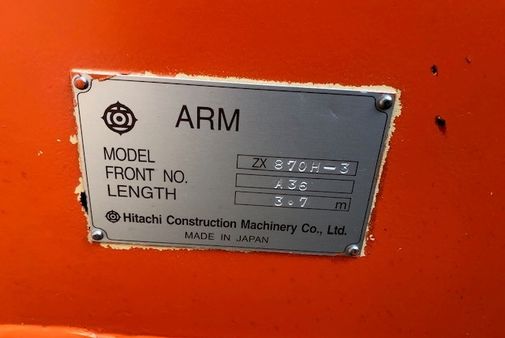 ARM
MODEL ZX 870H-3
FRONT NO. A36
LENGTH 3.7 m
Hitachi Construction Machinery Co., Ltd.
MADE IN JAPAN